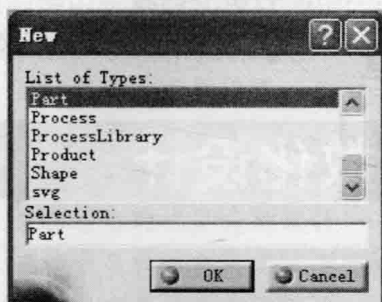 New
List of Types:
Part
Process
ProcessLibrary
Product
Shape
svg
Selection:
Part
OK
Cancel